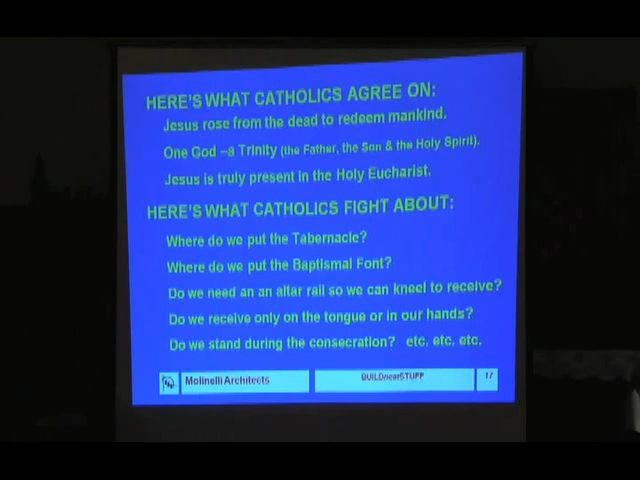 HERE'S WHAT CATHOLICS AGREE ON:
Jesus rose from the dead to redeem mankind.
One God –a Trinity (the Father, the Son & the Holy Spirit).
Jesus is truly present in the Holy Eucharist.
HERE'S WHAT CATHOLICS FIGHT ABOUT:
Where do we put the Tabernacle?
Where do we put the Baptismal Font?
Do we need an an altar rail so we can kneel to receive?
Do we receive only on the tongue or in our hands?
Do we stand during the consecration? etc. etc. etc.
Molinelli Architects
BUILDnearSTUFF
17